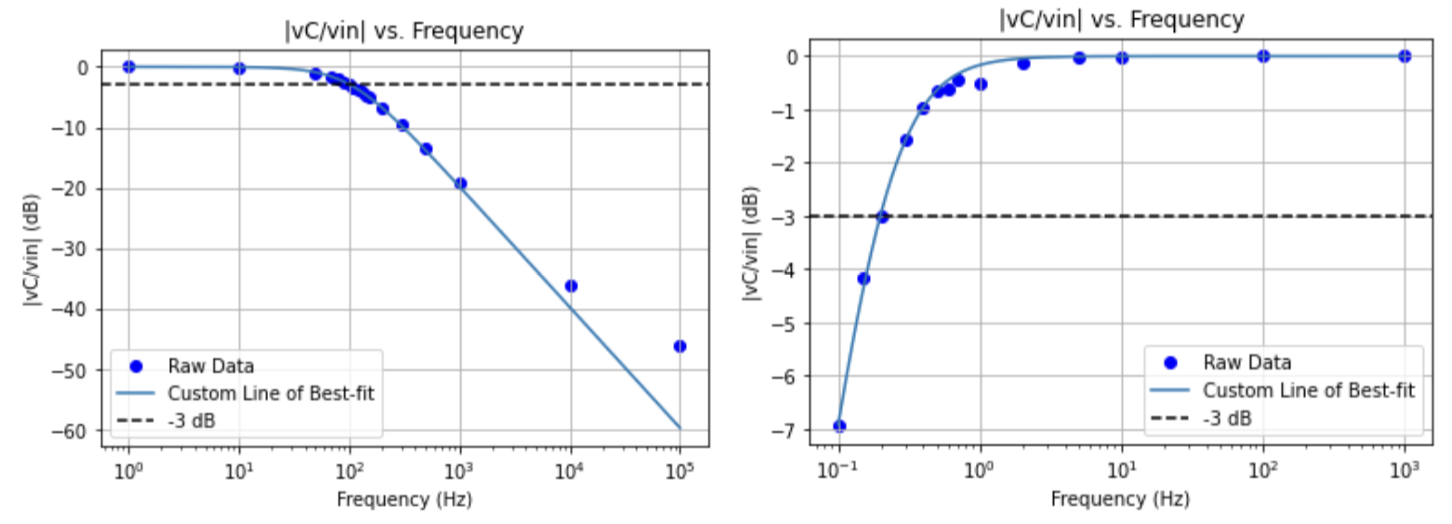 |vC/vin| vs. Frequency
0
−10
−20
−30
−40
−50
−60
|vC/vin| (dB)
Raw Data
Custom Line of Best-fit
-3 dB
10⁰
10¹
10²
10³
10⁴
10⁵
Frequency (Hz)
|vC/vin| vs. Frequency
0
−1
−2
−3
−4
−5
−6
−7
|vC/vin| (dB)
Raw Data
Custom Line of Best-fit
-3 dB
10⁻¹
10⁰
10¹
10²
10³
Frequency (Hz)